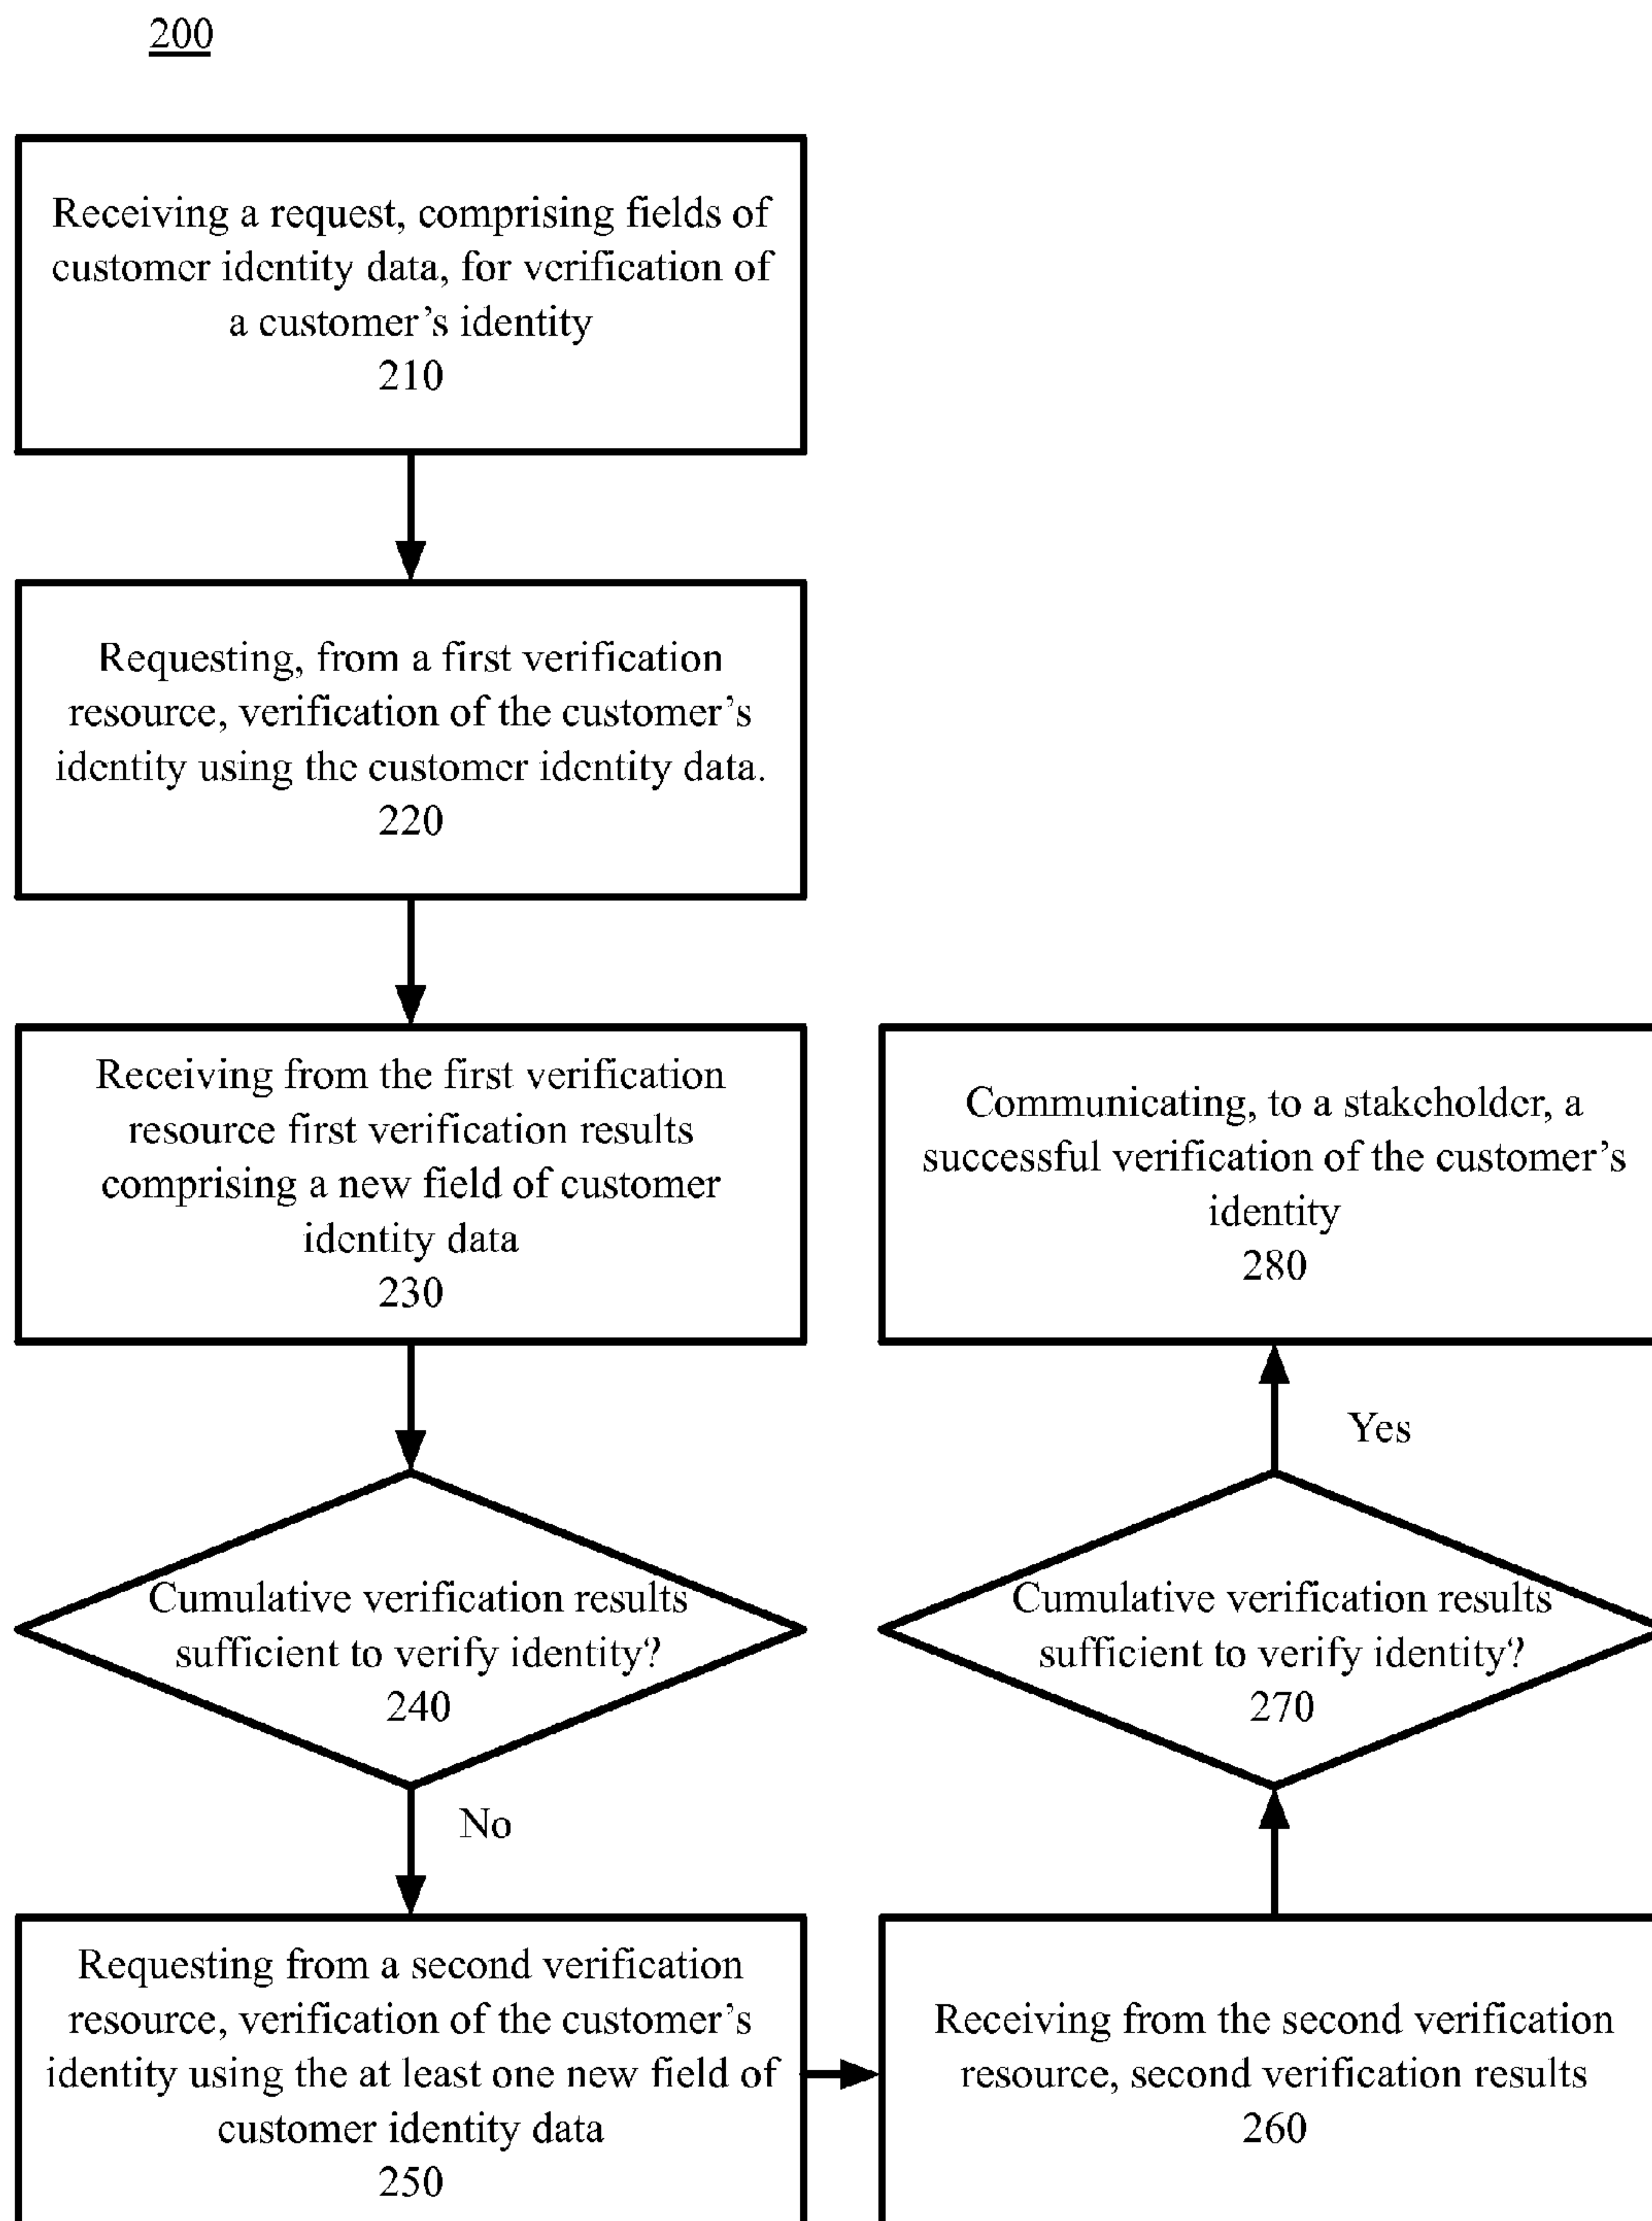 200
Receiving a request, comprising fields of
customer identity data, for verification of
a customer’s identity
210
Requesting, from a first verification
resource, verification of the customer’s
identity using the customer identity data.
220
Receiving from the first verification
resource first verification results
comprising a new field of customer
identity data
230
Cumulative verification results
sufficient to verify identity?
240
No
Requesting from a second verification
resource, verification of the customer’s
identity using the at least one new field of
customer identity data
250
Receiving from the second verification
resource, second verification results
260
Cumulative verification results
sufficient to verify identity?
270
Yes
Communicating, to a stakeholder, a
successful verification of the customer’s
identity
280